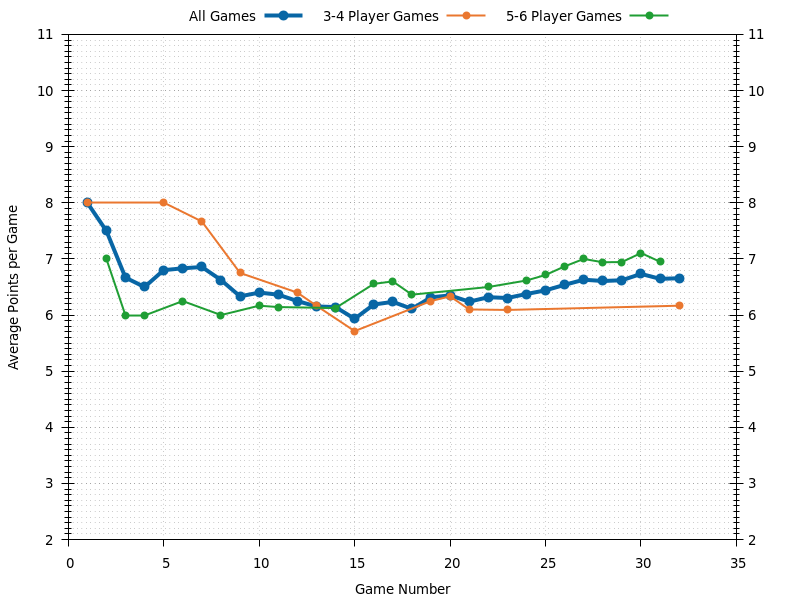 All Games 3-4 Player Games 5-6 Player Games
11 11
10 10
9 9
8 8
7 7
6 6
5 5
4 4
3 3
2 2
Average Points per Game
0 5 10 15 20 25 30 35
Game Number